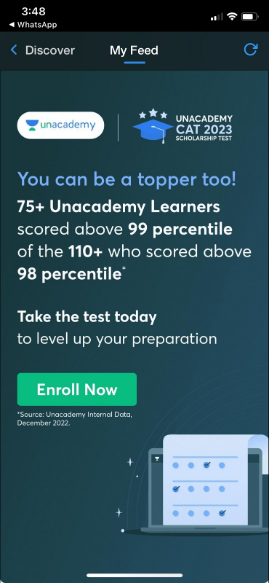 3:48
WhatsApp
Discover
My Feed
unacademy
UNACADEMY
CAT 2023
SCHOLARSHIP TEST
You can be a topper too!
75+ Unacademy Learners
scored above 99 percentile
of the 110+ who scored above
98 percentile*
Take the test today
to level up your preparation
Enroll Now
*Source: Unacademy Internal Data,
December 2022.